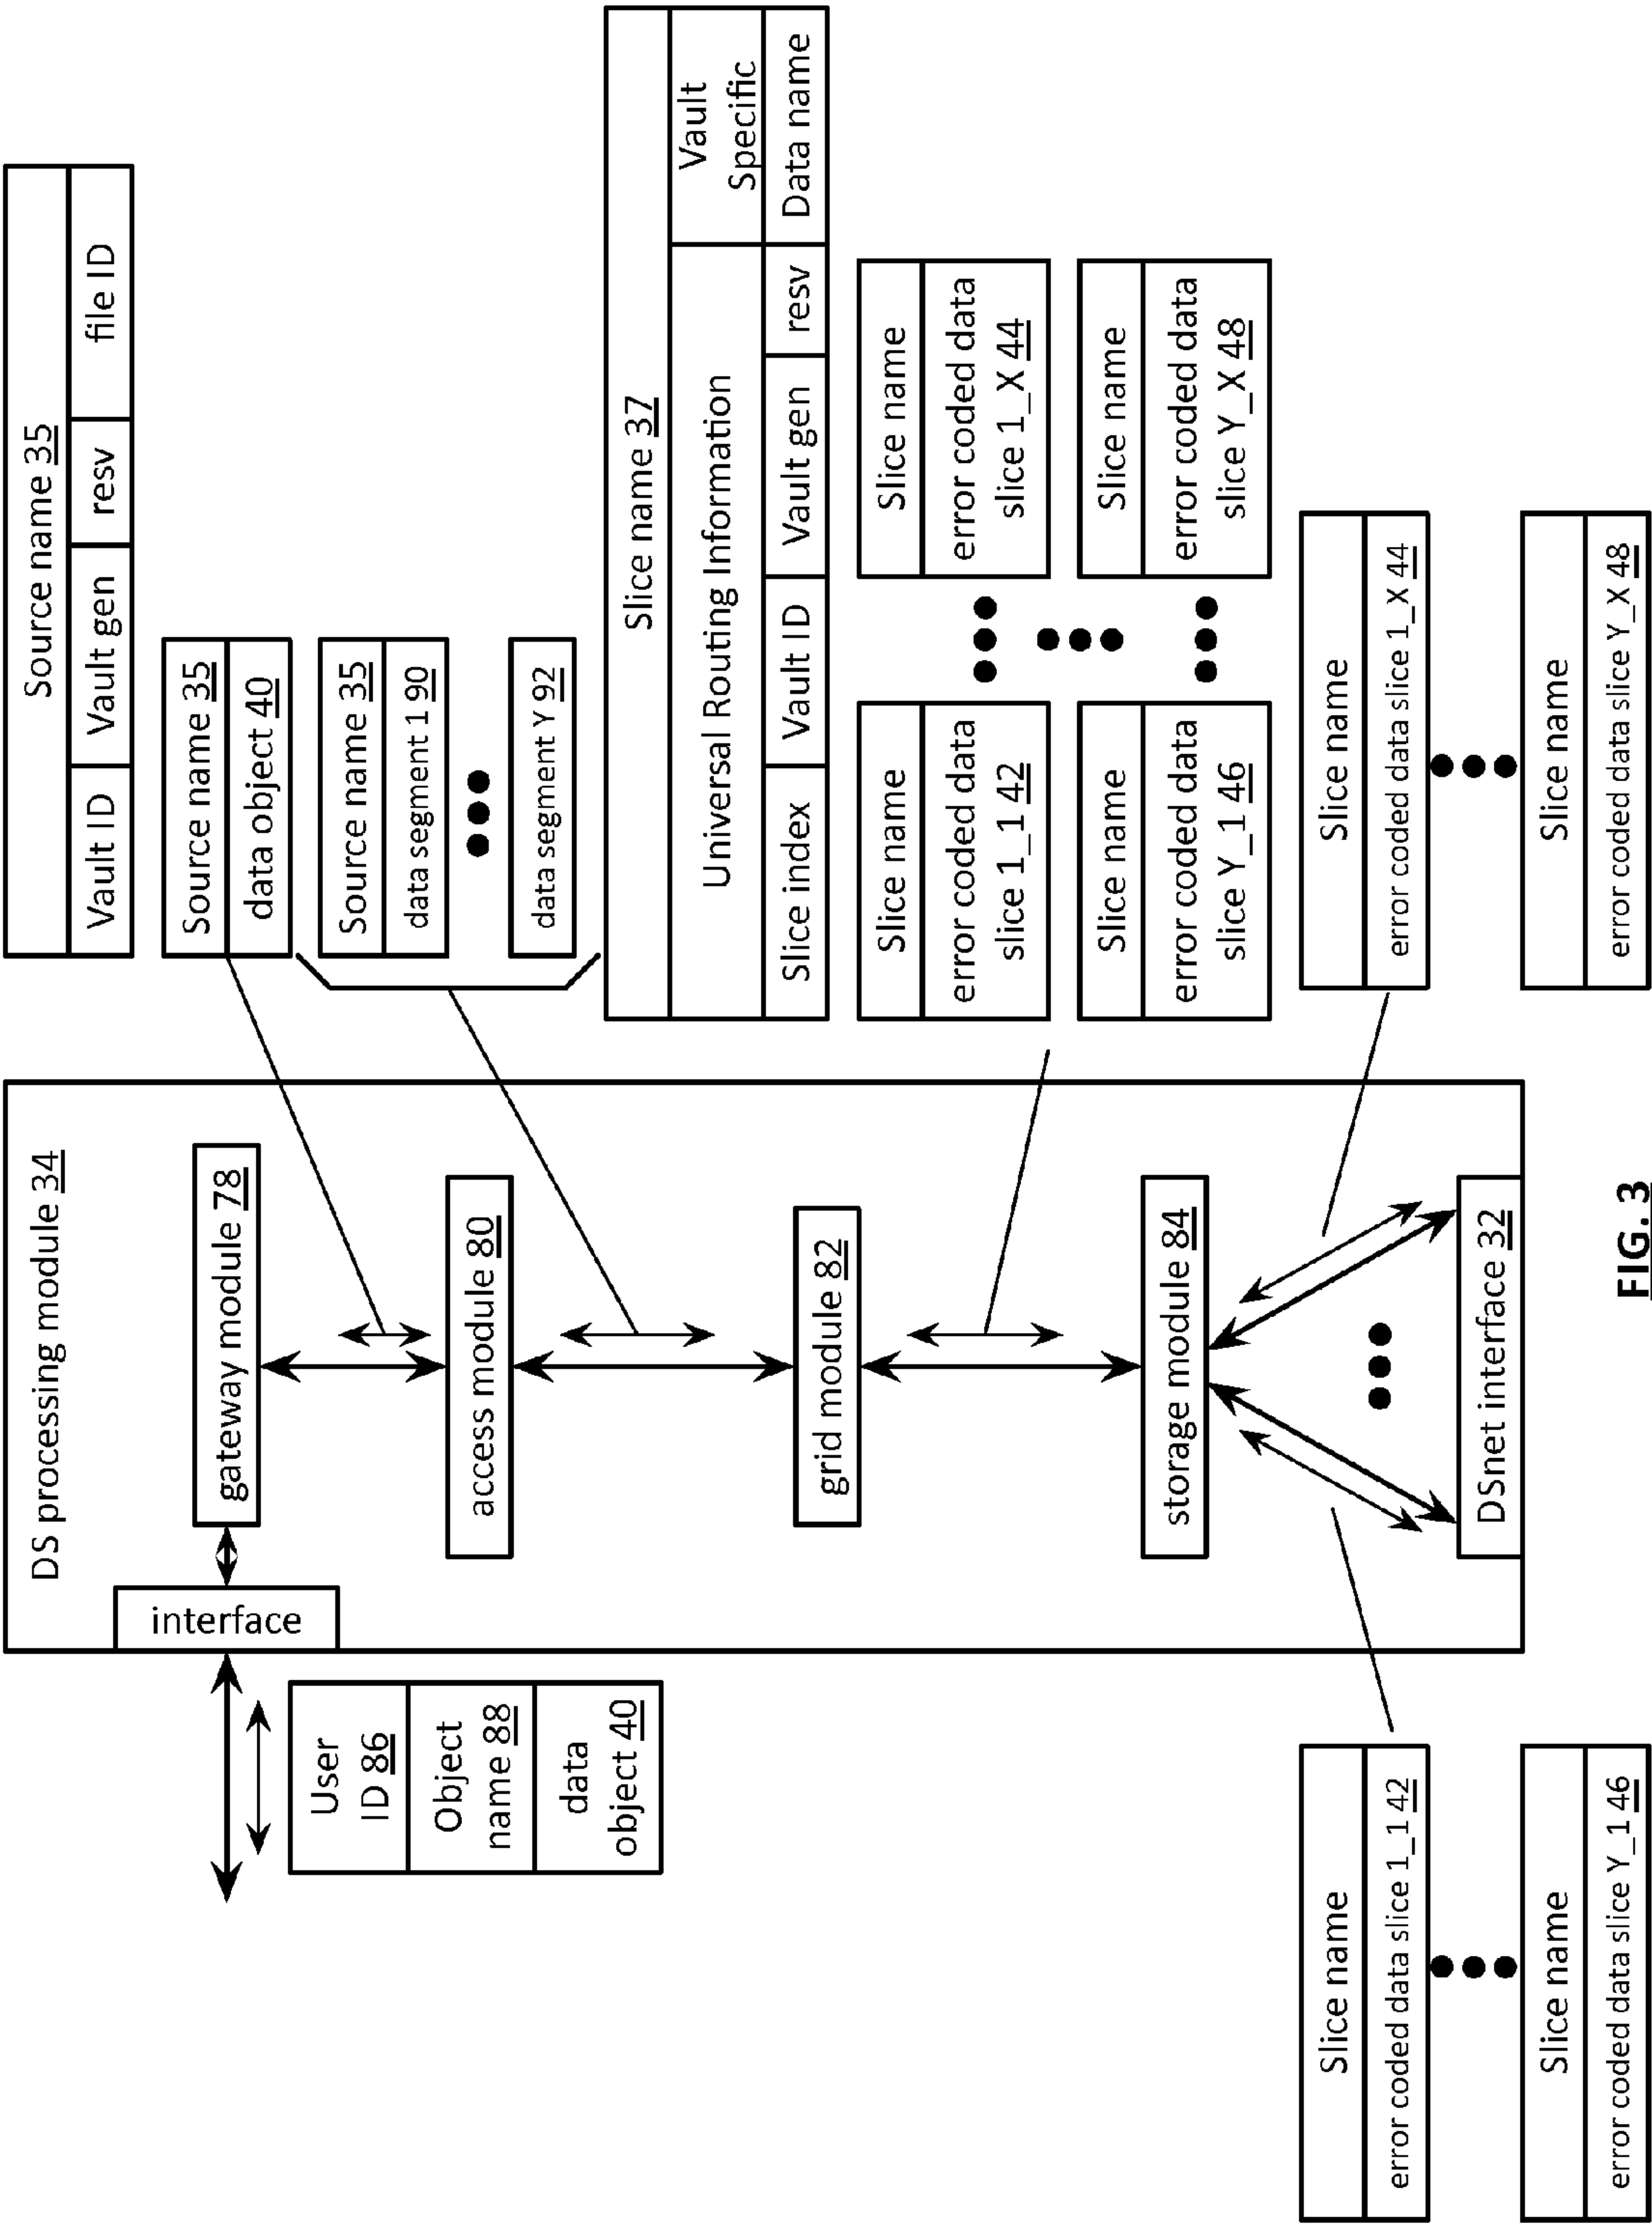 DS processing module 34
interface
gateway module 78
access module 80
grid module 82
storage module 84
DSnet interface 32
User
ID 86
Object
name 88
data
object 40
Source name 35
Vault ID
Vault gen
resv
file ID
Source name 35
data object 40
Source name 35
data segment 1 90
data segment Y 92
Slice name 37
Universal Routing Information
Vault
Specific
Slice index
Vault ID
Vault gen
resv
Data name
Slice name
error coded data
slice 1_1 42
Slice name
error coded data
slice 1_X 44
Slice name
error coded data
slice Y_1 46
Slice name
error coded data
slice Y_X 48
Slice name
error coded data slice 1_1 42
Slice name
error coded data slice Y_1 46
Slice name
error coded data slice 1_X 44
Slice name
error coded data slice Y_X 48
FIG. 3